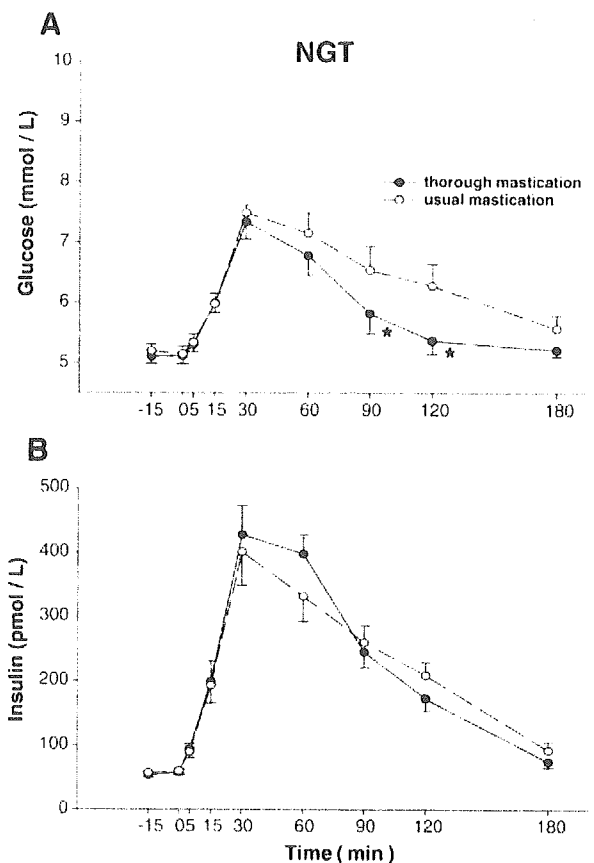 A
NGT
10
9
8
7
6
5
Glucose (mmol / L)
thorough mastication
usual mastication
-15 05 15 30 60 90 120 180
B
500
400
300
200
100
0
Insulin (pmol / L)
-15 05 15 30 60 90 120 180
Time ( min )